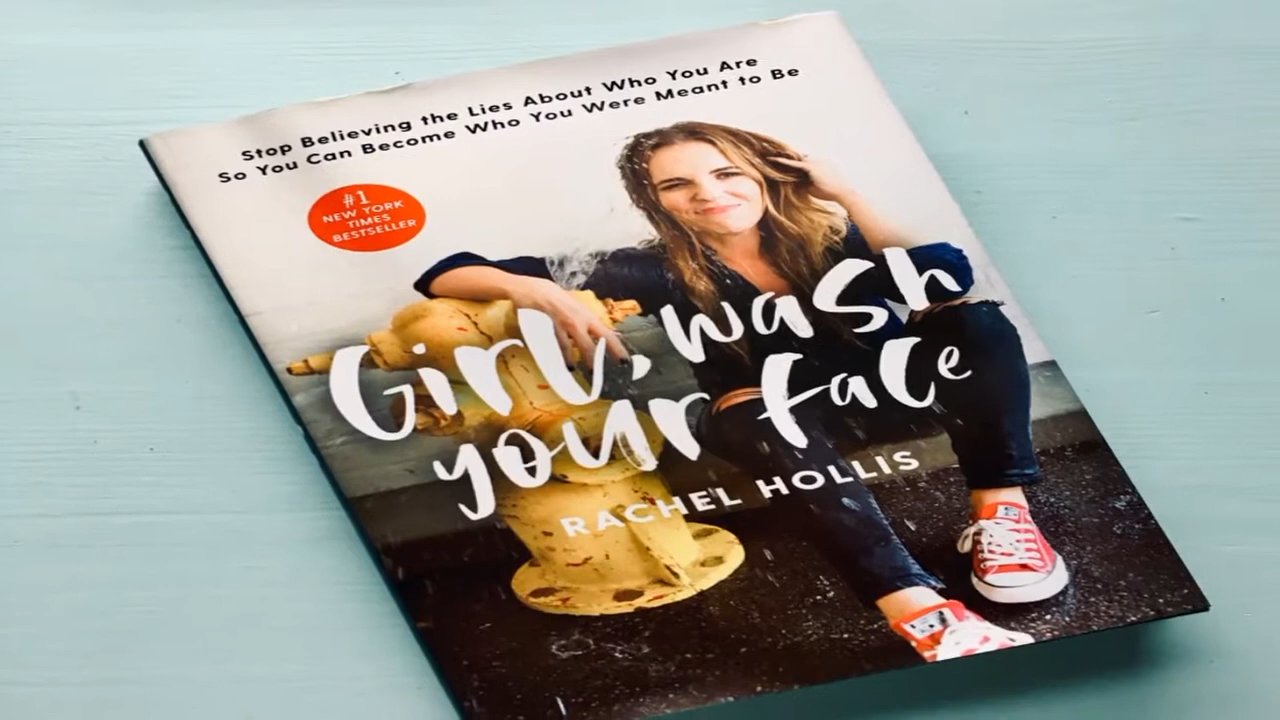 Stop Believing the Lies About Who You Are
So You Can Become Who You Were Meant to Be
#1
NEW YORK
TIMES
BESTSELLER
Girl, wash
your face
RACHEL HOLLIS